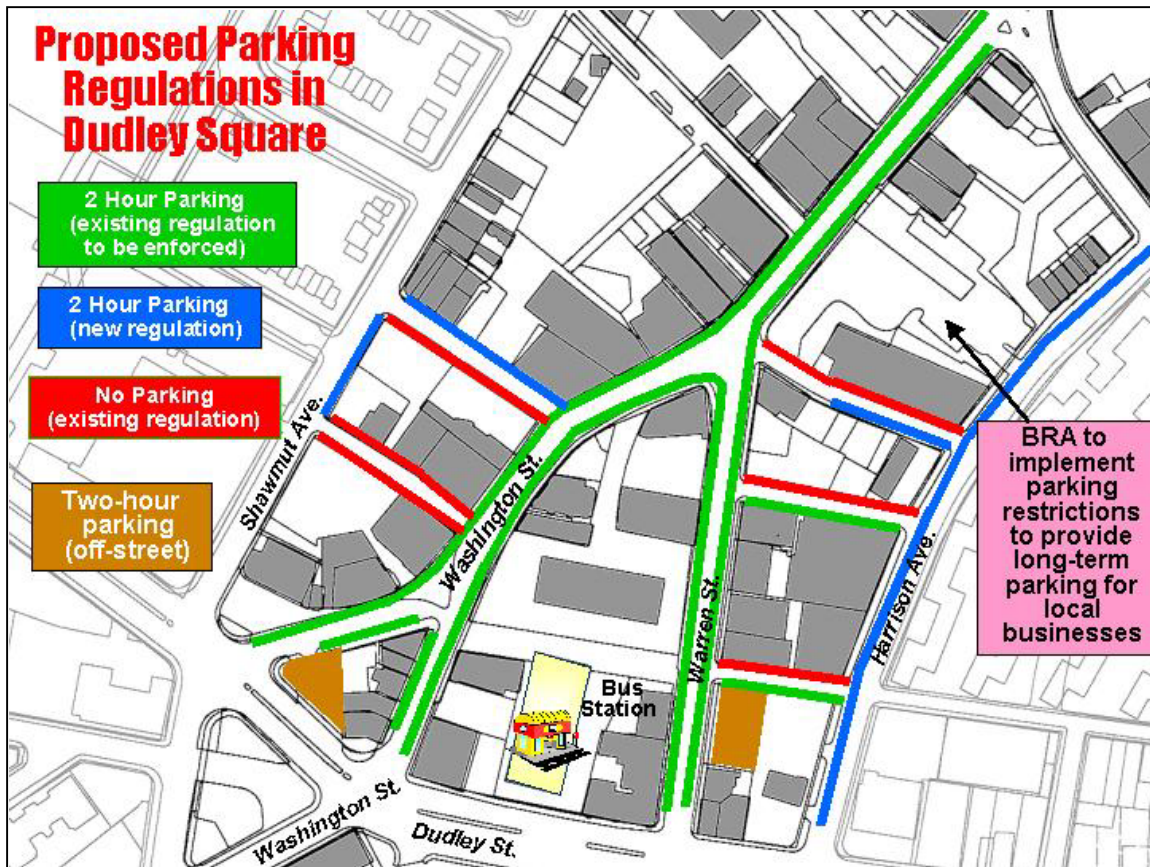 Proposed Parking
Regulations in
Dudley Square
2 Hour Parking
(existing regulation
to be enforced)
2 Hour Parking
(new regulation)
No Parking
(existing regulation)
Two-hour
parking
(off-street)
Shawmut Ave.
Washington St.
Warren St.
Harrison Ave.
BRA to
implement
parking
restrictions
to provide
long-term
parking for
local
businesses
Bus
Station
Washington St.
Dudley St.